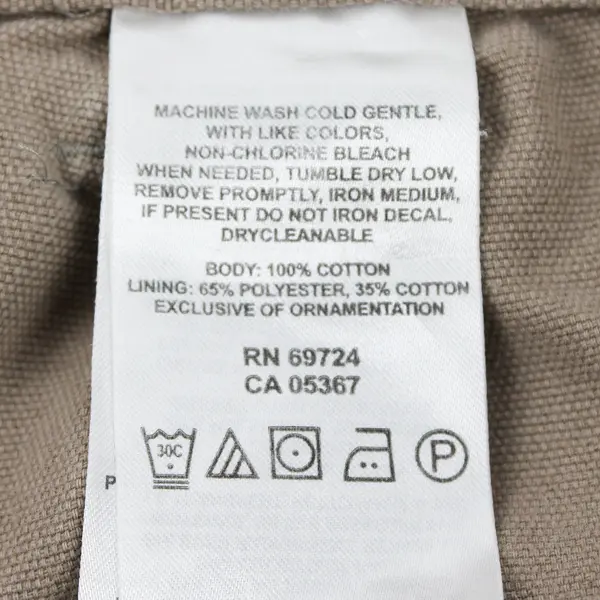 MACHINE WASH COLD GENTLE,
WITH LIKE COLORS,
NON-CHLORINE BLEACH
WHEN NEEDED, TUMBLE DRY LOW,
REMOVE PROMPTLY, IRON MEDIUM,
IF PRESENT DO NOT IRON DECAL,
DRYCLEANABLE
BODY: 100% COTTON
LINING: 65% POLYESTER, 35% COTTON
EXCLUSIVE OF ORNAMENTATION
RN 69724
CA 05367
30C P
P